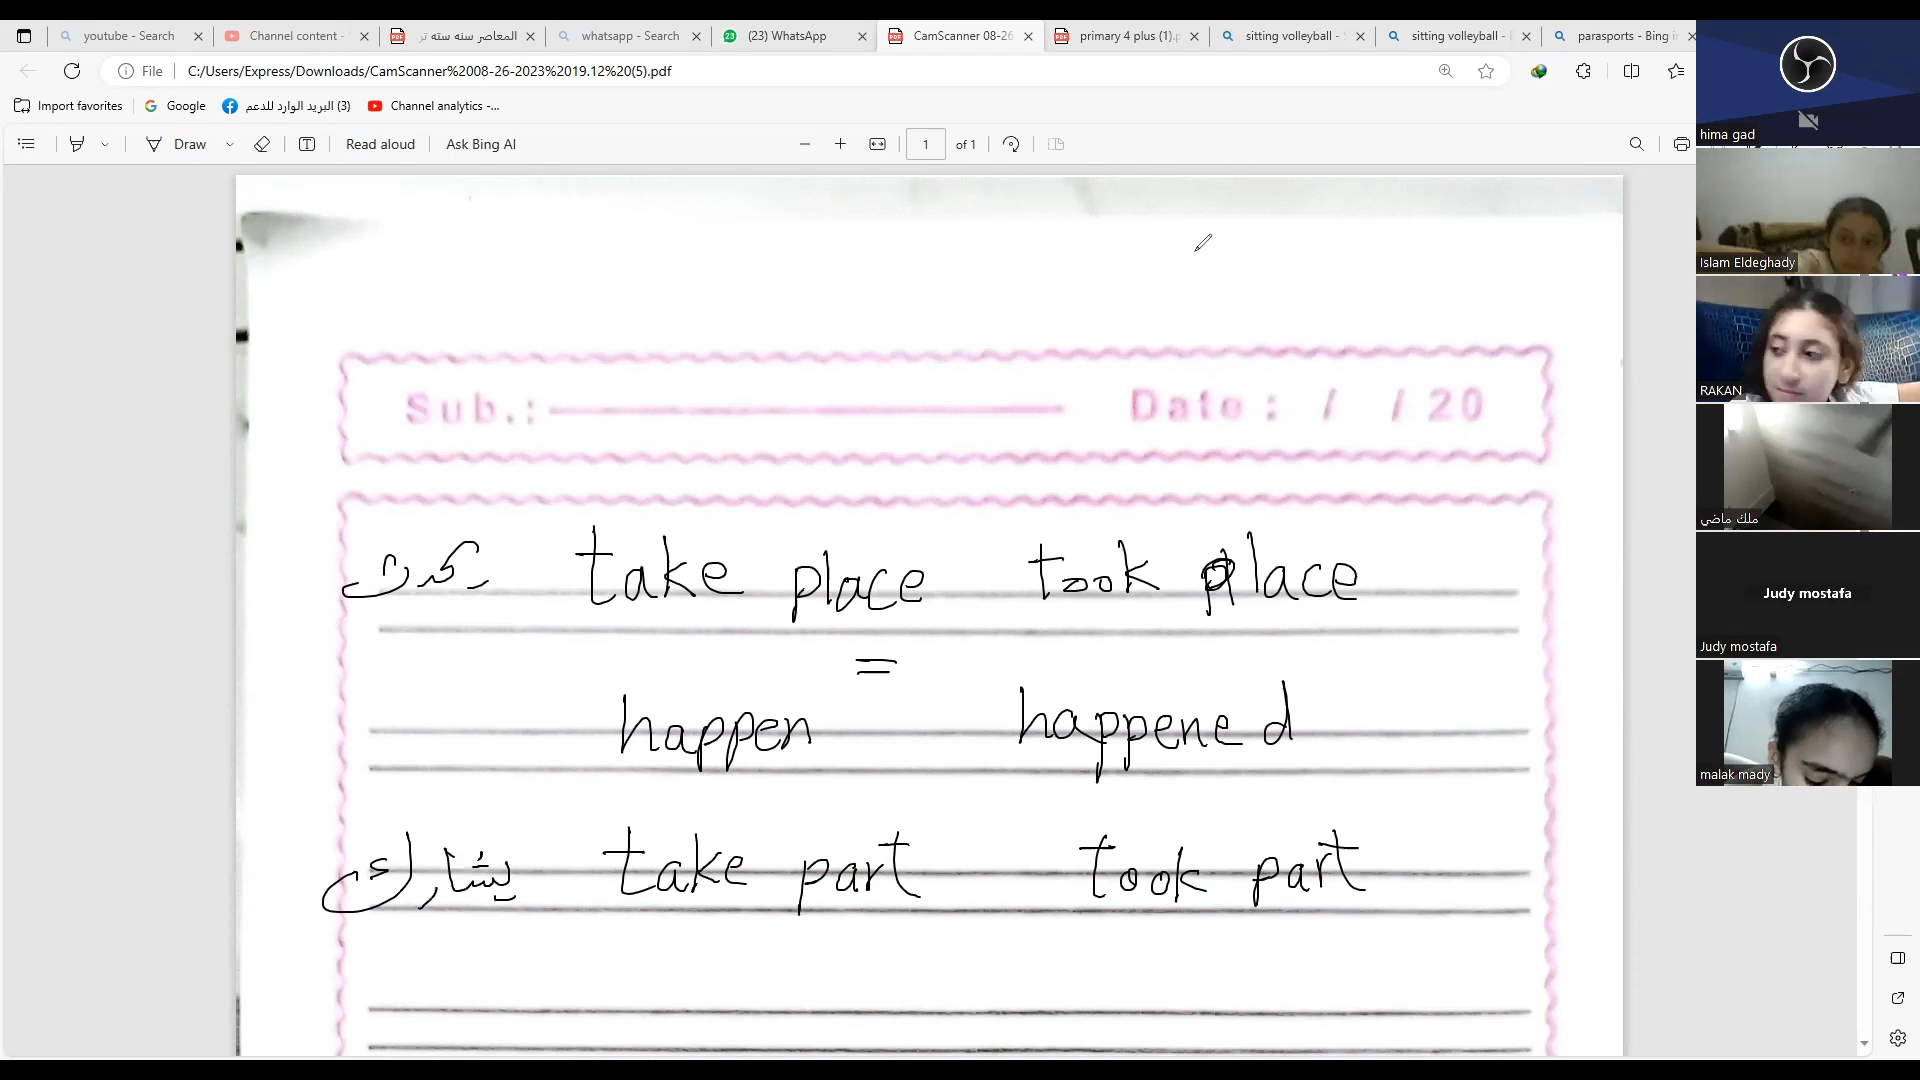 youtube - Search
Channel content -
المعاصر سنه سته تر
whatsapp - Search
(23) WhatsApp
CamScanner 08-26
primary 4 plus (1).p
sitting volleyball -
sitting volleyball -
parasports - Bing i
File C:/Users/Express/Downloads/CamScanner%2008-26-2023%2019.12%20(5).pdf
Import favorites
Google
(3) البريد الوارد للدعم
Channel analytics -...
Draw
Read aloud
Ask Bing AI
1 of 1
Sub.: Date : / / 20
take place took place
=
happen happened
يشارك take part took part
23
hima gad
Islam Eldeghady
RAKAN
ملك ماضي
Judy mostafa
Judy mostafa
malak mady